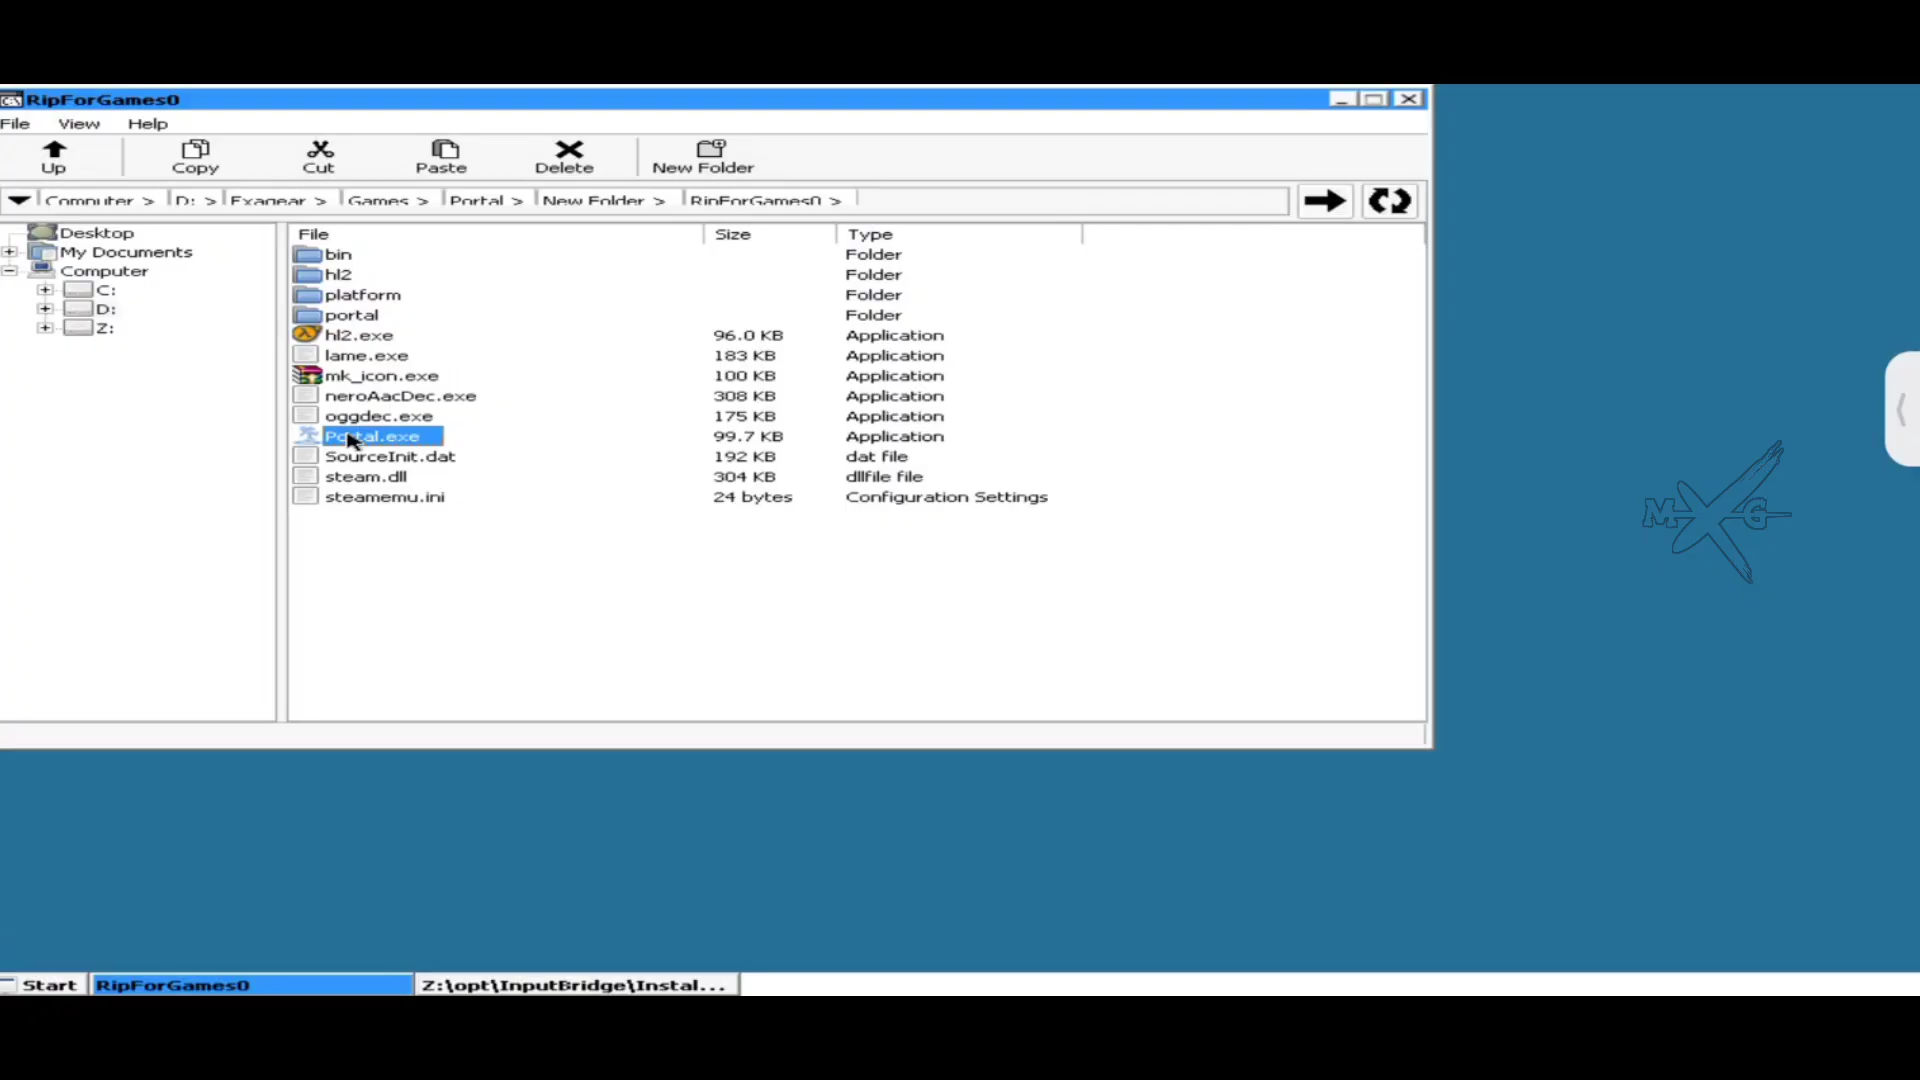 RipForGames0
File View Help
Up Copy Cut Paste Delete New Folder
Computer > D: > Exagear > Games > Portal > New Folder > RipForGames0 >
Desktop
My Documents
Computer
C:
D:
Z:
File Size Type
bin Folder
hl2 Folder
platform Folder
portal Folder
hl2.exe 96.0 KB Application
lame.exe 183 KB Application
mk_icon.exe 100 KB Application
neroAacDec.exe 308 KB Application
oggdec.exe 175 KB Application
Portal.exe 99.7 KB Application
SourceInit.dat 192 KB dat file
steam.dll 304 KB dllfile file
steamemu.ini 24 bytes Configuration Settings
M G
Start RipForGames0 Z:\opt\InputBridge\Instal...